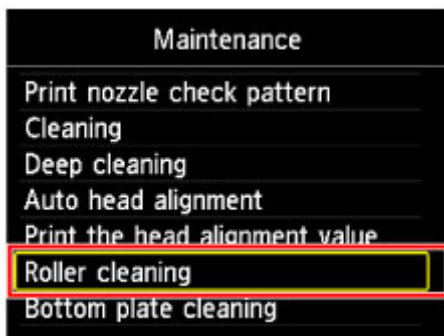 Maintenance
Print nozzle check pattern
Cleaning
Deep cleaning
Auto head alignment
Print the head alignment value
Roller cleaning
Bottom plate cleaning